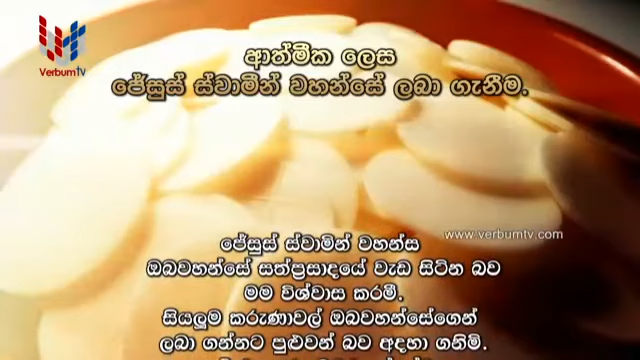 VerbumTV
ආත්මීක ලෙස
ජේසුස් ස්වාමීන් වහන්සේ ලබා ගැනීම.
www.verbumtv.com
ජේසුස් ස්වාමින් වහන්ස
ඔබවහන්සේ සත්ප්‍රසාදයේ වැඩ සිටින බව
මම විශ්වාස කරමි.
සියලූම කරුණාවල් ඔබවහන්සේගෙන්
ලබා ගන්නට පුළුවන් බව අදහා ගනිමි.